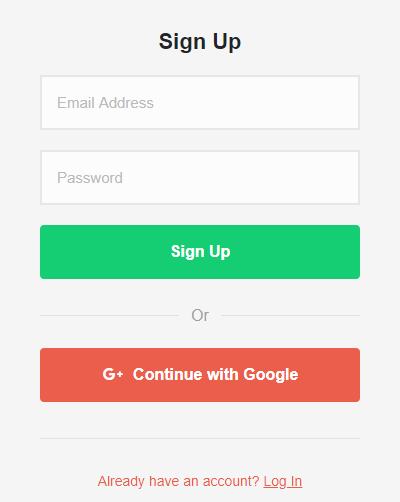 Sign Up
Email Address
Password
Sign Up
Or
G+ Continue with Google
Already have an account? Log In